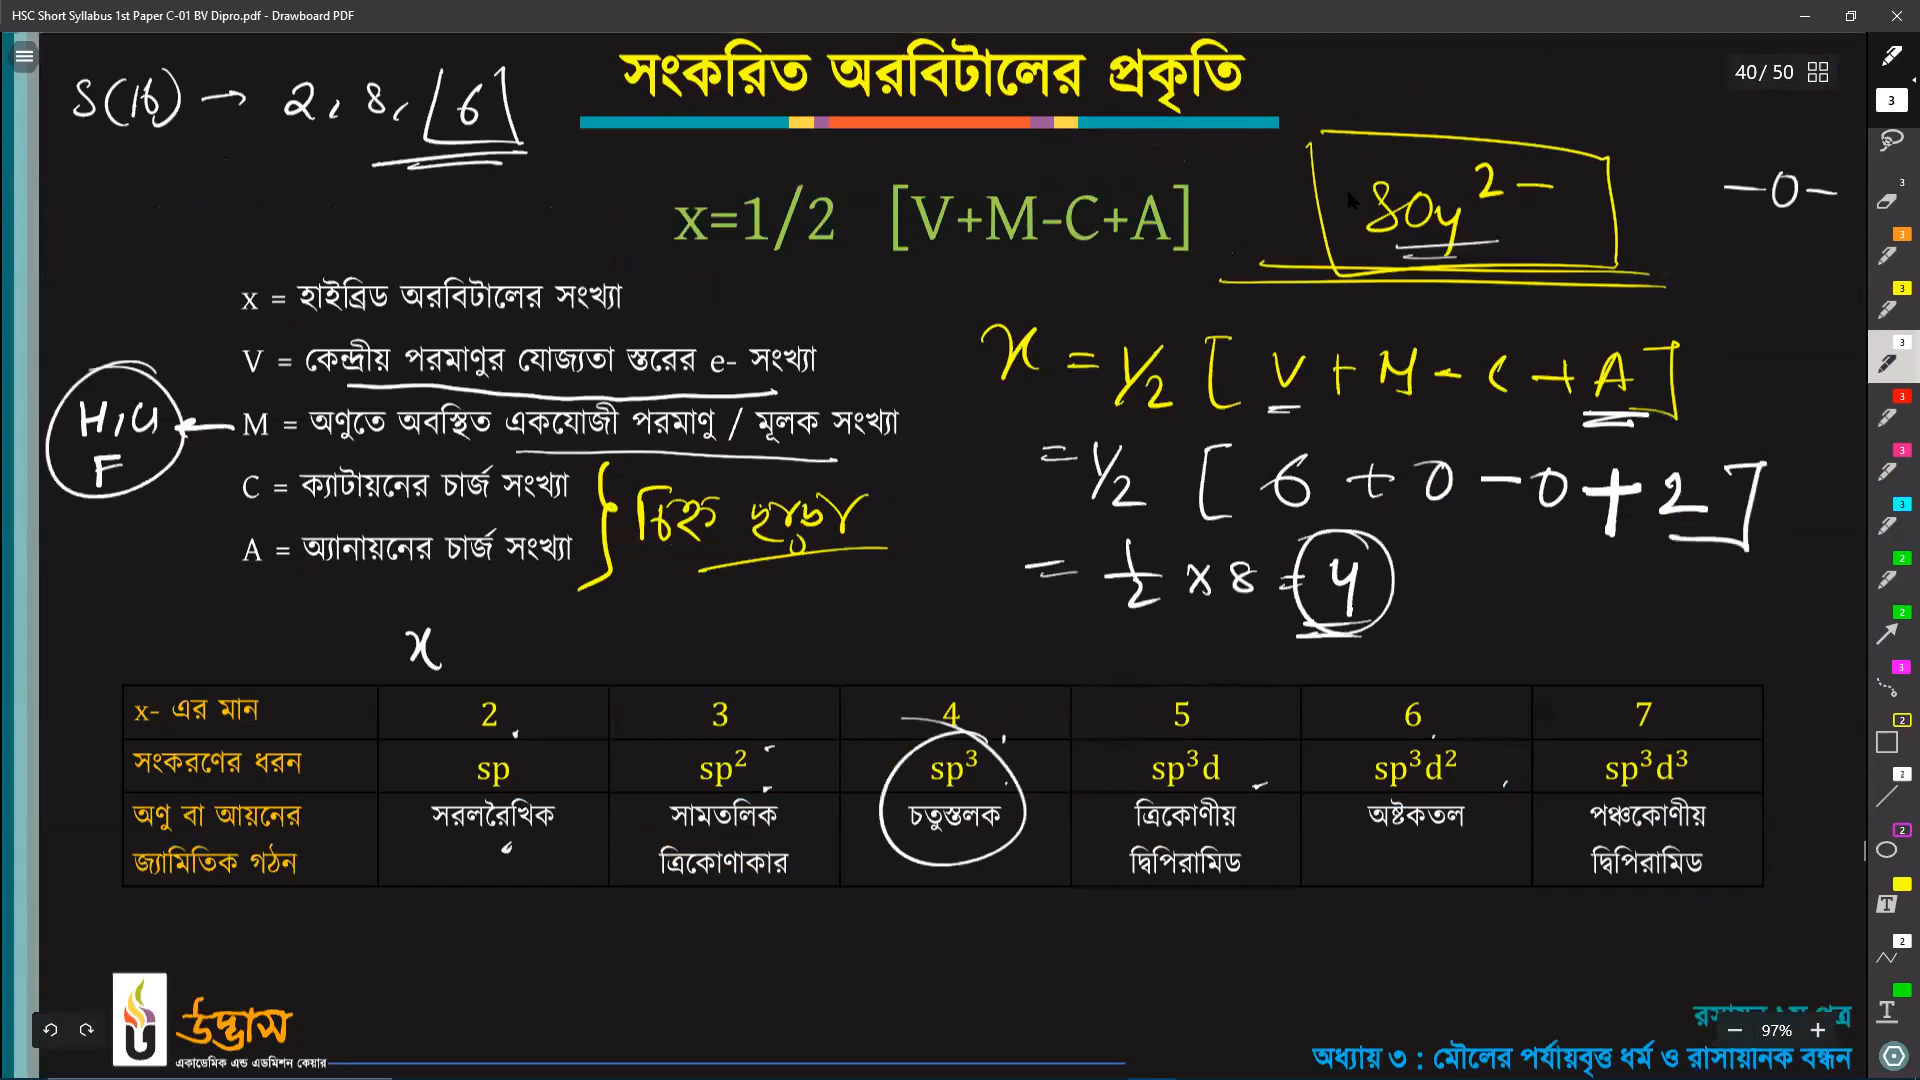 HSC Short Syllabus 1st Paper C-01 BV Dipro.pdf - Drawboard PDF
সংকরিত অরবিটালের প্রকৃতি
40/ 50
S(16) → 2, 8, 6
x=1/2 [V+M-C+A]
SO4 2-
-O-
x = হাইব্রিড অরবিটালের সংখ্যা
V = কেন্দ্রীয় পরমাণুর যোজ্যতা স্তরের e- সংখ্যা
M = অণুতে অবস্থিত একযোজী পরমাণু / মূলক সংখ্যা
C = ক্যাটায়নের চার্জ সংখ্যা
A = অ্যানায়নের চার্জ সংখ্যা
H, Cl
F
চিহ্ন ছাড়া
x = 1/2 [ V + M - C + A ]
= 1/2 [ 6 + 0 - 0 + 2 ]
= 1/2 x 8 = 4
x
x- এর মান 2 3 4 5 6 7
সংকরণের ধরন sp sp² sp³ sp³d sp³d² sp³d³
অণু বা আয়নের সরলরৈখিক সামতলিক চতুস্তলক ত্রিকোণীয় অষ্টকতল পঞ্চকোণীয়
জ্যামিতিক গঠন ত্রিকোণাকার দ্বিপিরামিড দ্বিপিরামিড
উদ্ভাস
একাডেমিক এন্ড এডমিশন কেয়ার
97%
অধ্যায় ৩ : মৌলের পর্যায়বৃত্ত ধর্ম ও রাসায়ানক বন্ধন